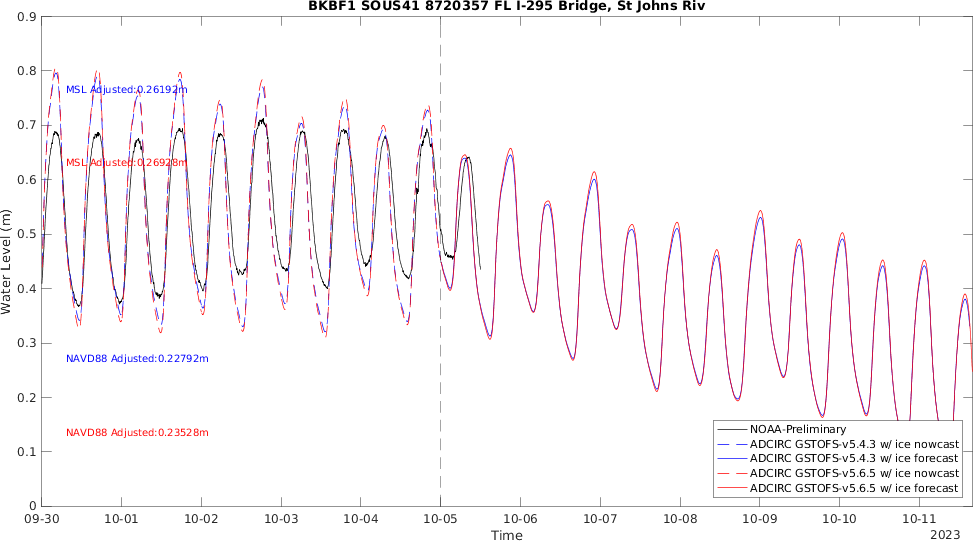 BKBF1 SOUS41 8720357 FL I-295 Bridge, St Johns Riv
0.9
0.8
0.7
0.6
0.5
0.4
0.3
0.2
0.1
0
Water Level (m)
MSL Adjusted:0.26192m
MSL Adjusted:0.26928m
NAVD88 Adjusted:0.22792m
NAVD88 Adjusted:0.23528m
NOAA-Preliminary
ADCIRC GSTOFS-v5.4.3 w/ ice nowcast
ADCIRC GSTOFS-v5.4.3 w/ ice forecast
ADCIRC GSTOFS-v5.6.5 w/ ice nowcast
ADCIRC GSTOFS-v5.6.5 w/ ice forecast
09-30 10-01 10-02 10-03 10-04 10-05 10-06 10-07 10-08 10-09 10-10 10-11
Time
2023